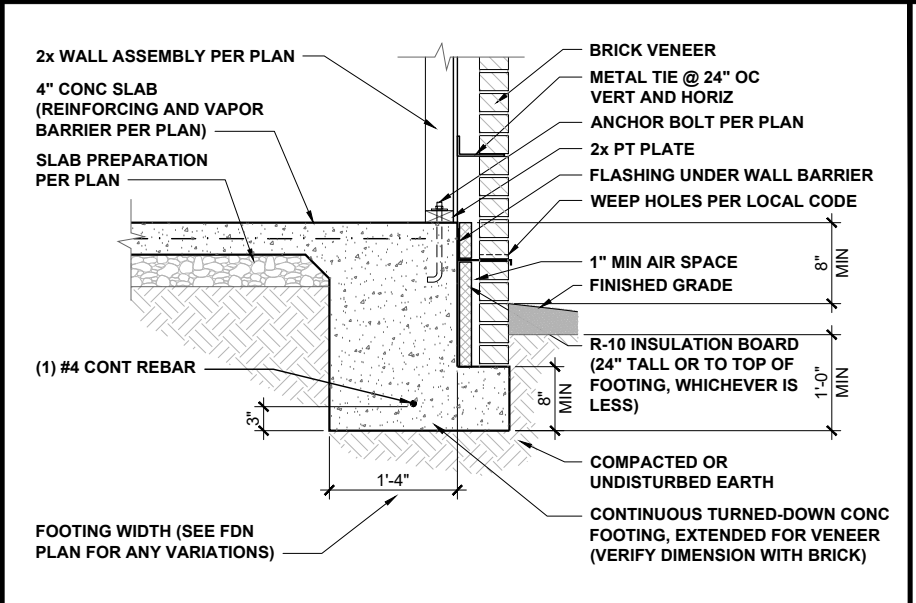 2x WALL ASSEMBLY PER PLAN
4" CONC SLAB
(REINFORCING AND VAPOR
BARRIER PER PLAN)
SLAB PREPARATION
PER PLAN
(1) #4 CONT REBAR
3"
1'-4"
FOOTING WIDTH (SEE FDN
PLAN FOR ANY VARIATIONS)
BRICK VENEER
METAL TIE @ 24" OC
VERT AND HORIZ
ANCHOR BOLT PER PLAN
2x PT PLATE
FLASHING UNDER WALL BARRIER
WEEP HOLES PER LOCAL CODE
1" MIN AIR SPACE
FINISHED GRADE
8"
MIN
R-10 INSULATION BOARD
(24" TALL OR TO TOP OF
FOOTING, WHICHEVER IS
LESS)
8"
MIN
1'-0"
MIN
COMPACTED OR
UNDISTURBED EARTH
CONTINUOUS TURNED-DOWN CONC
FOOTING, EXTENDED FOR VENEER
(VERIFY DIMENSION WITH BRICK)